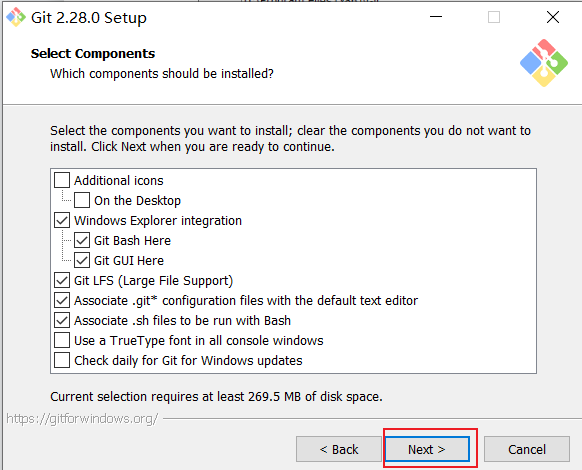 Git 2.28.0 Setup
Select Components
Which components should be installed?
Select the components you want to install; clear the components you do not want to
install. Click Next when you are ready to continue.
Additional icons
On the Desktop
Windows Explorer integration
Git Bash Here
Git GUI Here
Git LFS (Large File Support)
Associate .git* configuration files with the default text editor
Associate .sh files to be run with Bash
Use a TrueType font in all console windows
Check daily for Git for Windows updates
Current selection requires at least 269.5 MB of disk space.
https://gitforwindows.org/
< Back
Next >
Cancel